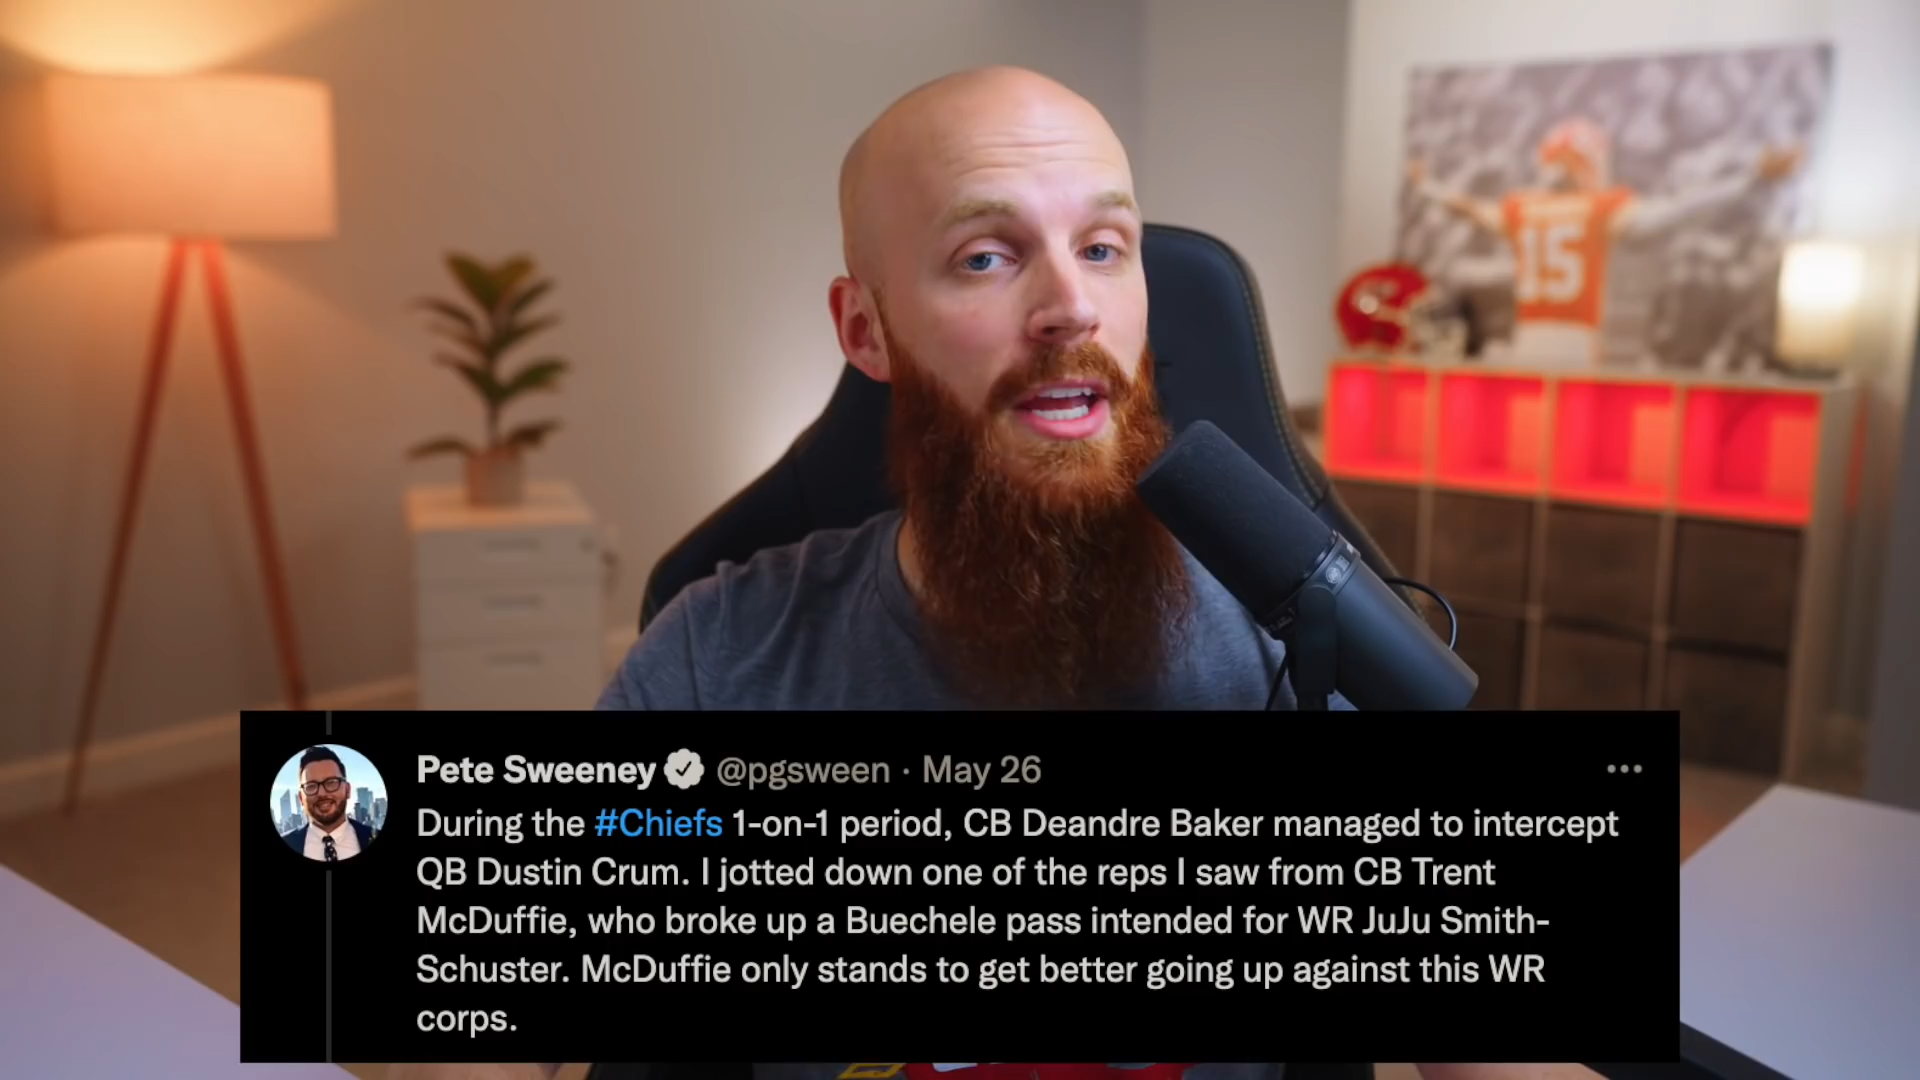 15
Pete Sweeney @pgsween · May 26
During the #Chiefs 1-on-1 period, CB Deandre Baker managed to intercept
QB Dustin Crum. I jotted down one of the reps I saw from CB Trent
McDuffie, who broke up a Buechele pass intended for WR JuJu Smith-
Schuster. McDuffie only stands to get better going up against this WR
corps.